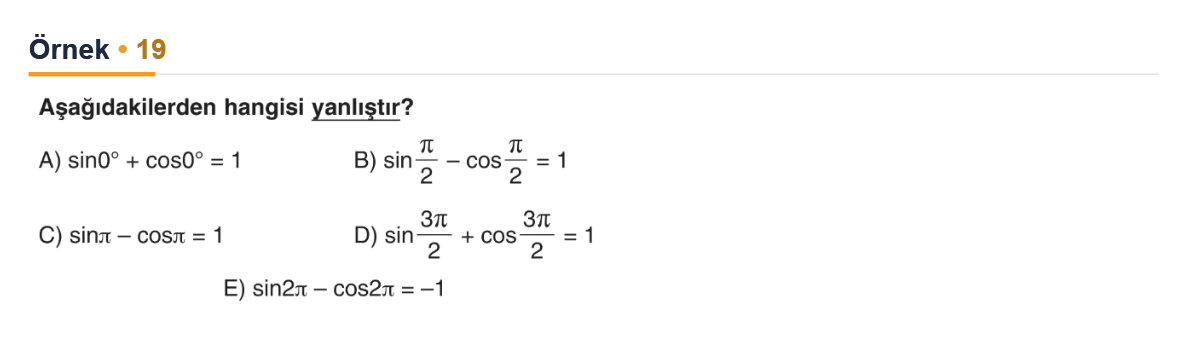 Örnek • 19
Aşağıdakilerden hangisi yanlıştır?
A) sin0° + cos0° = 1 B) sin π/2 – cos π/2 = 1
C) sinπ – cosπ = 1 D) sin 3π/2 + cos 3π/2 = 1
E) sin2π – cos2π = –1